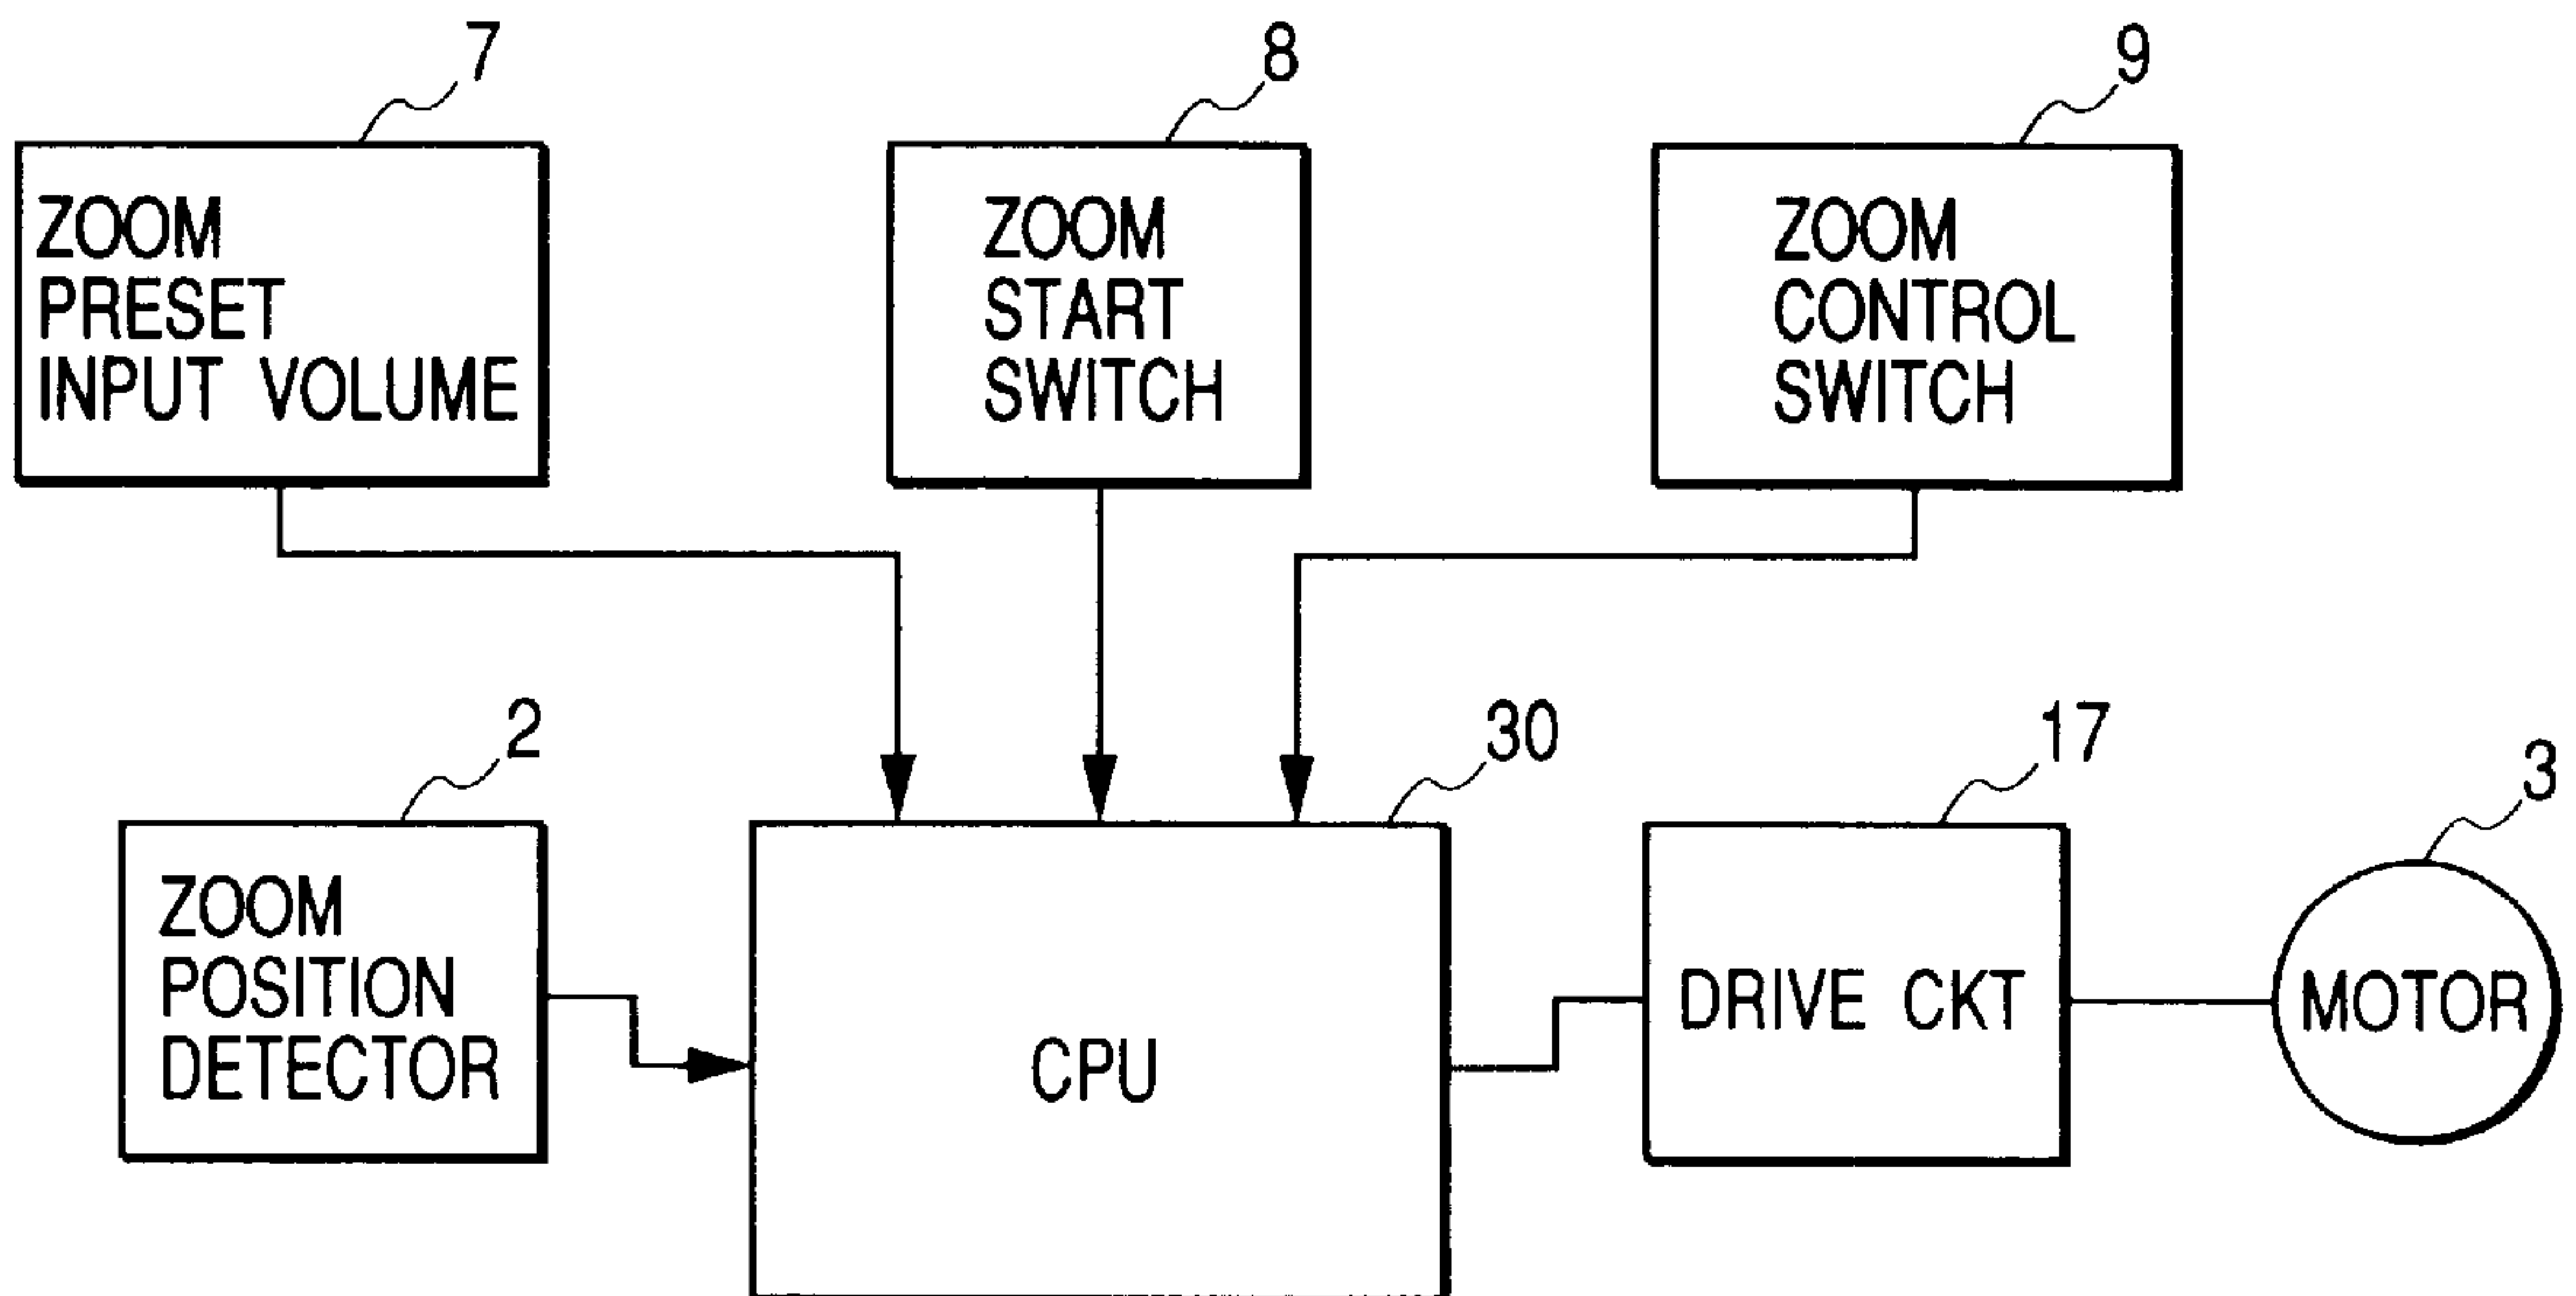 7
8
9
ZOOM
PRESET
INPUT VOLUME
ZOOM
START
SWITCH
ZOOM
CONTROL
SWITCH
2
30
17
3
ZOOM
POSITION
DETECTOR
CPU
DRIVE CKT
MOTOR